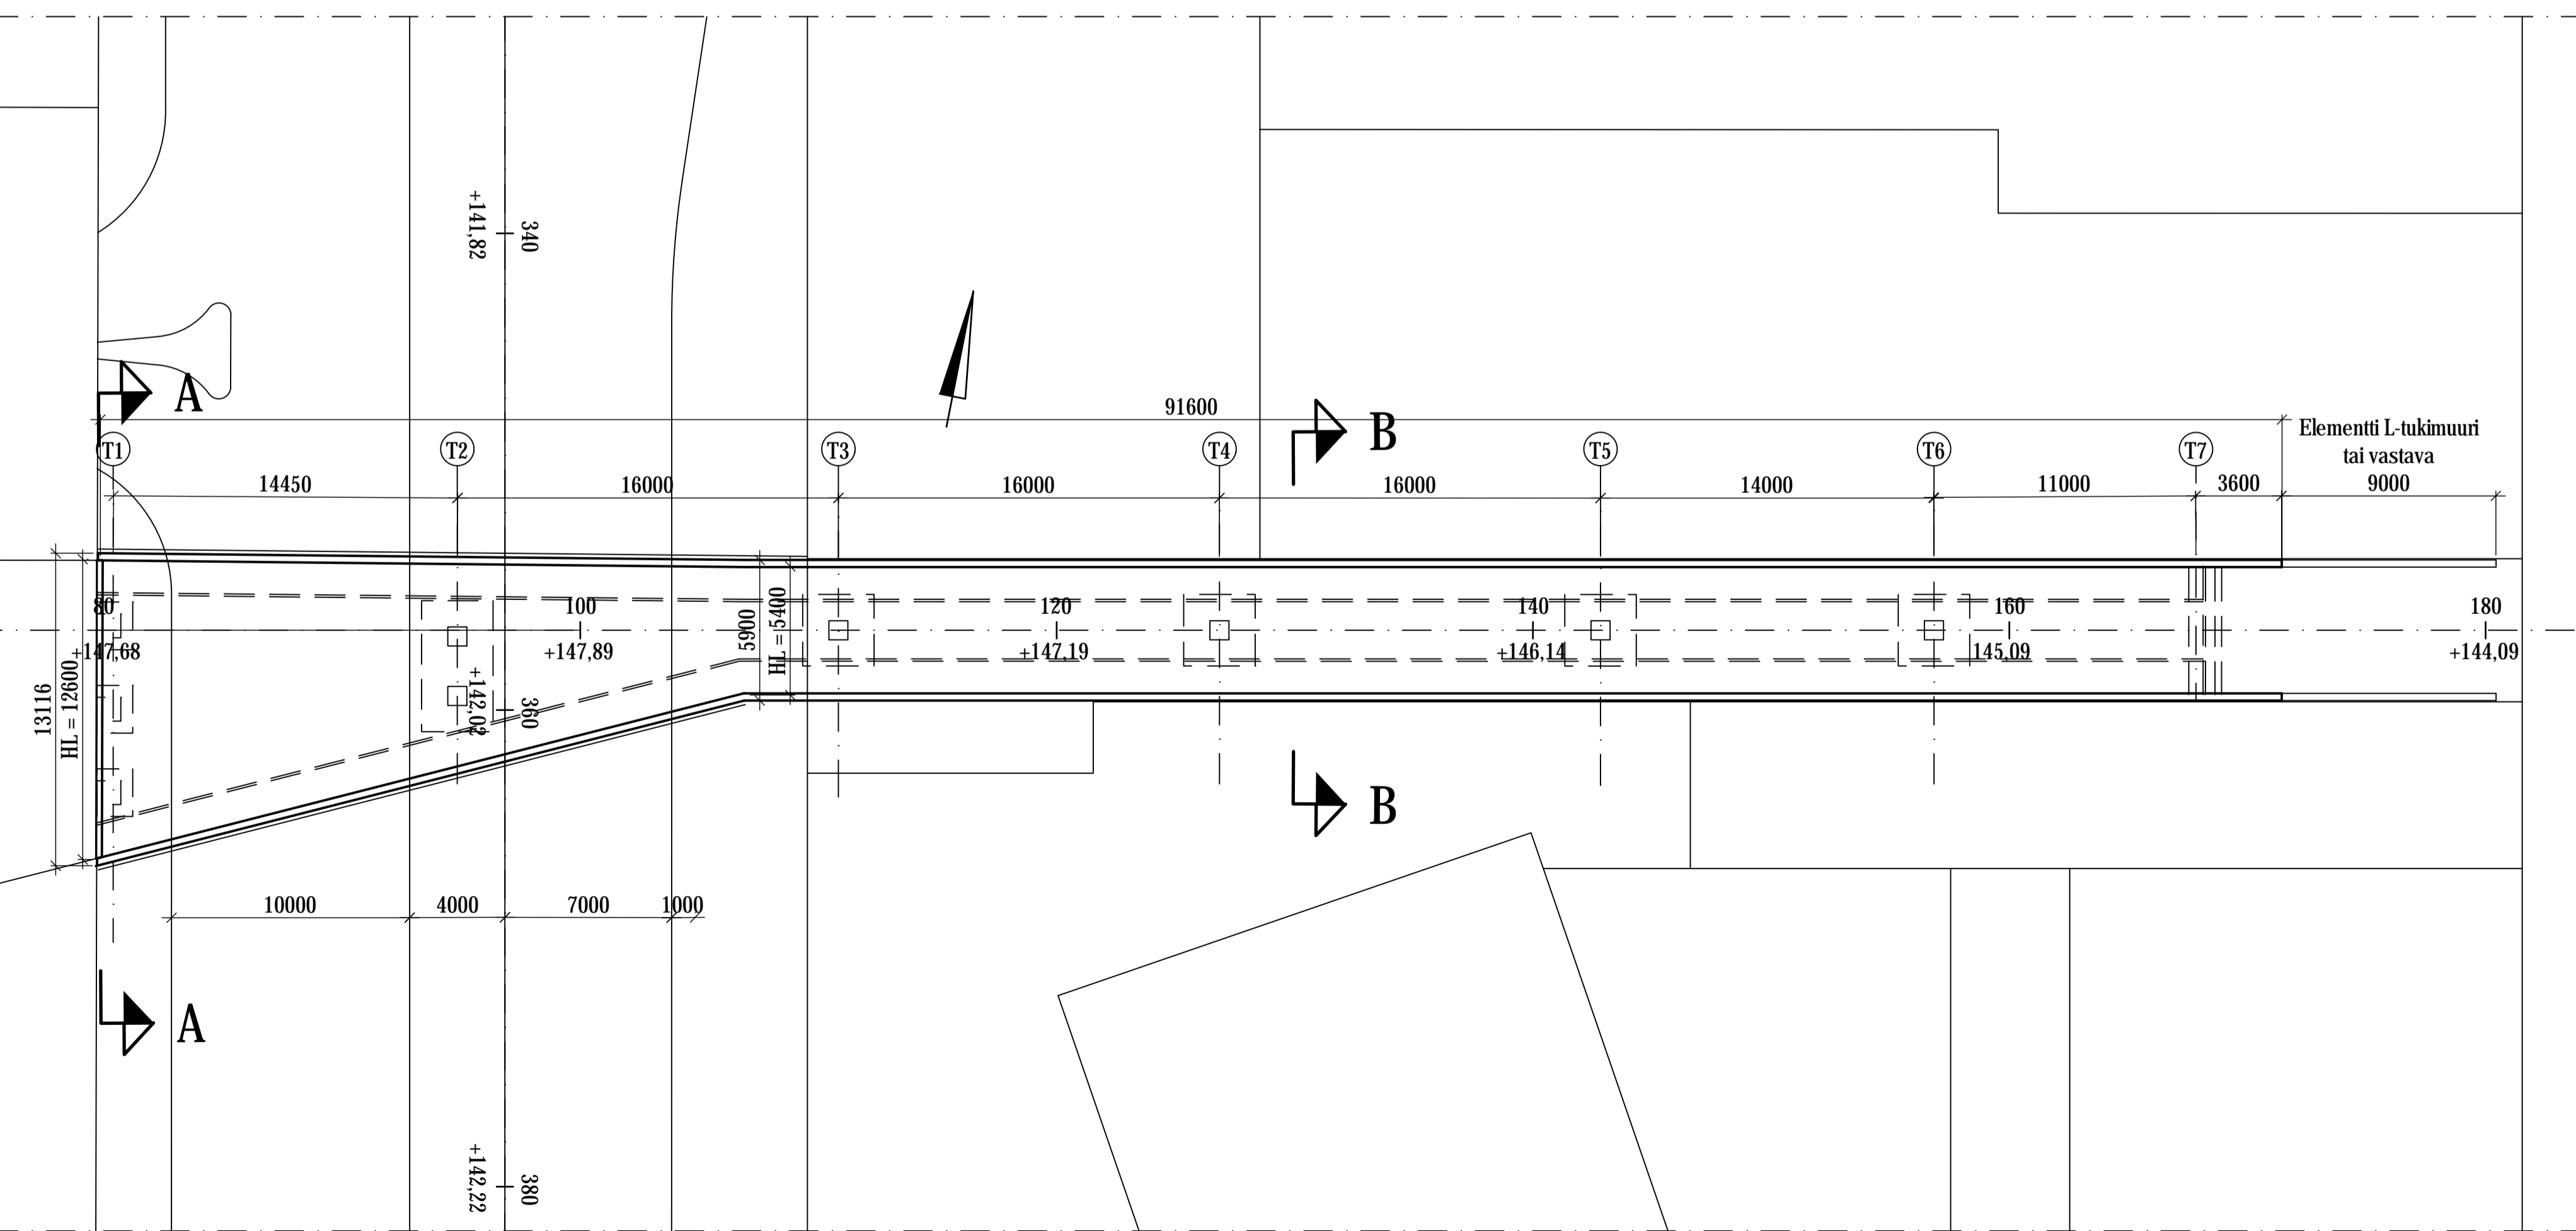 +141,82
340
A
91600
B
Elementti L-tukimuuri
tai vastava
T1
T2
T3
T4
T5
T6
T7
14450
16000
16000
16000
14000
11000
3600
9000
80
100
120
140
160
180
+147,68
+147,89
+147,19
+146,14
145,09
+144,09
13116
HL = 12600
5900
HL = 5400
+142,02
360
B
10000
4000
7000
1000
A
+142,22
380